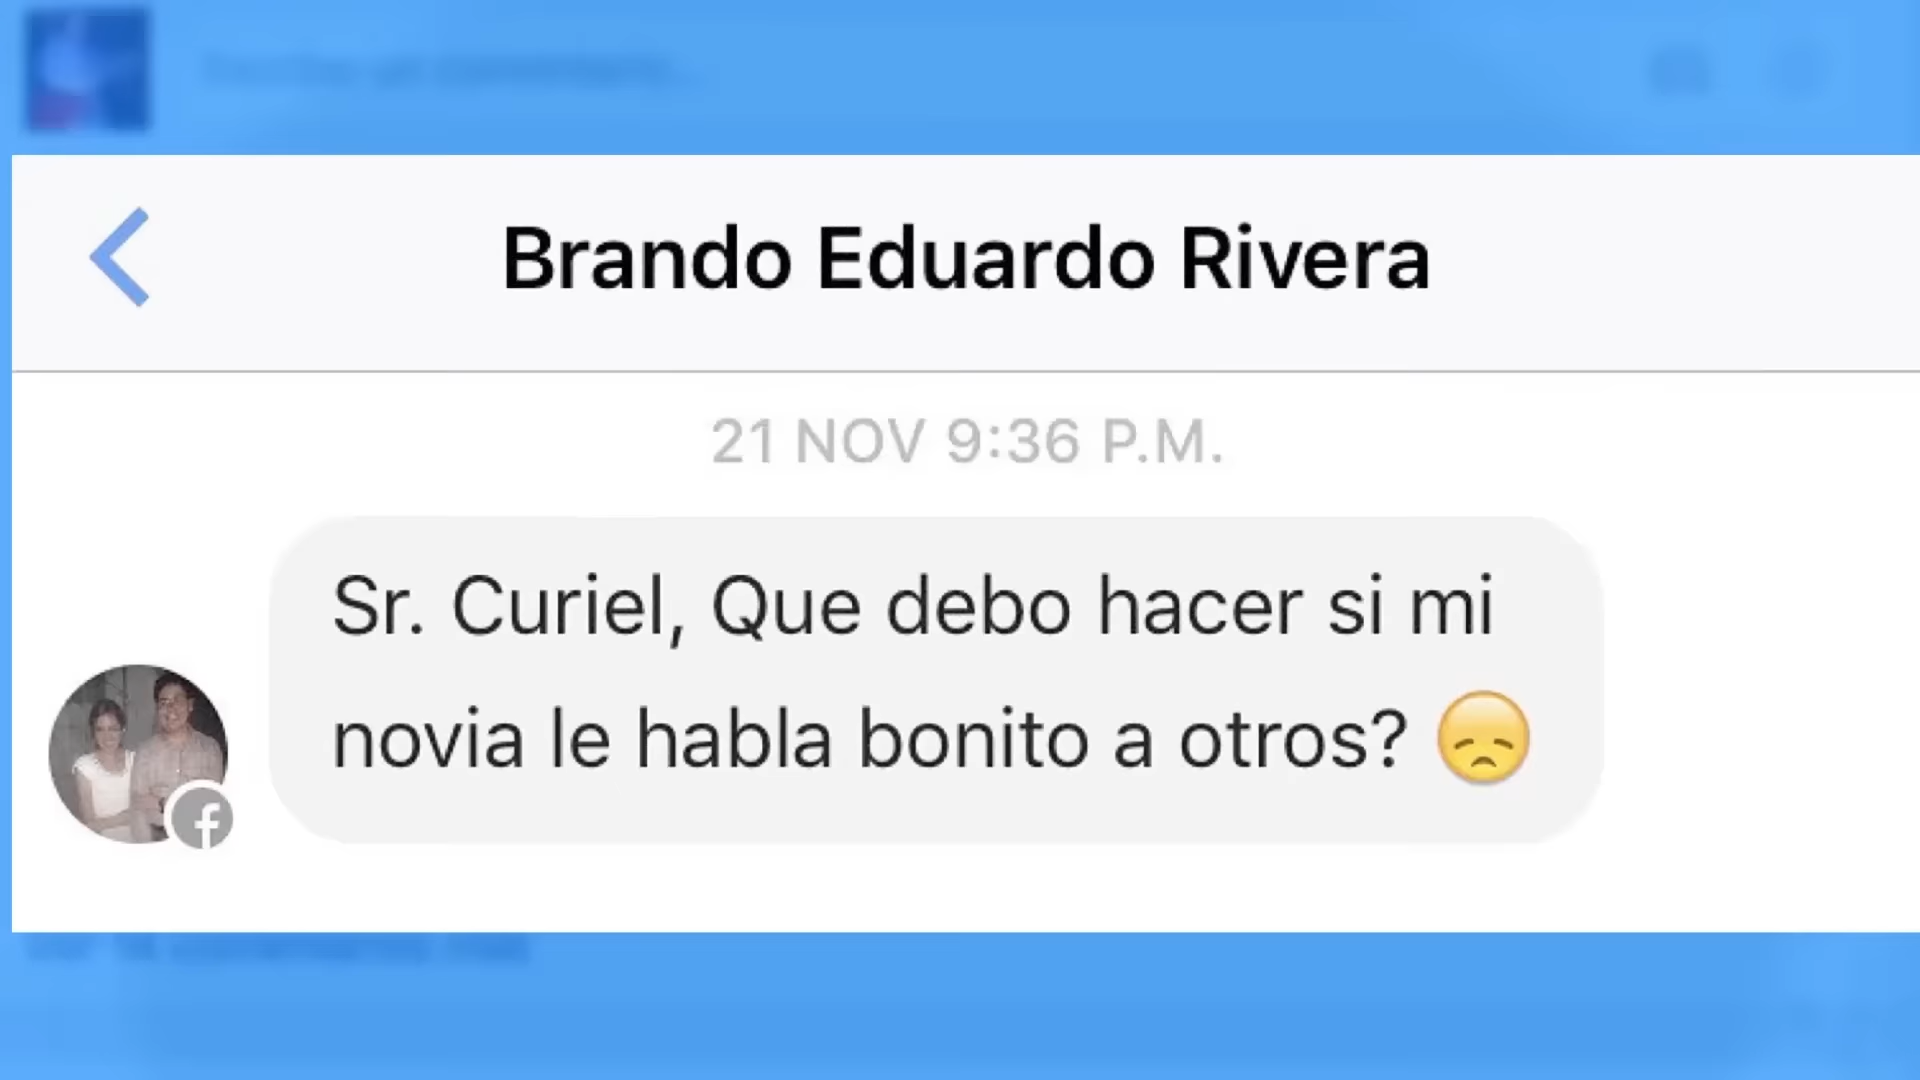 Brando Eduardo Rivera
21 NOV 9:36 P.M.
Sr. Curiel, Que debo hacer si mi
novia le habla bonito a otros? 😞